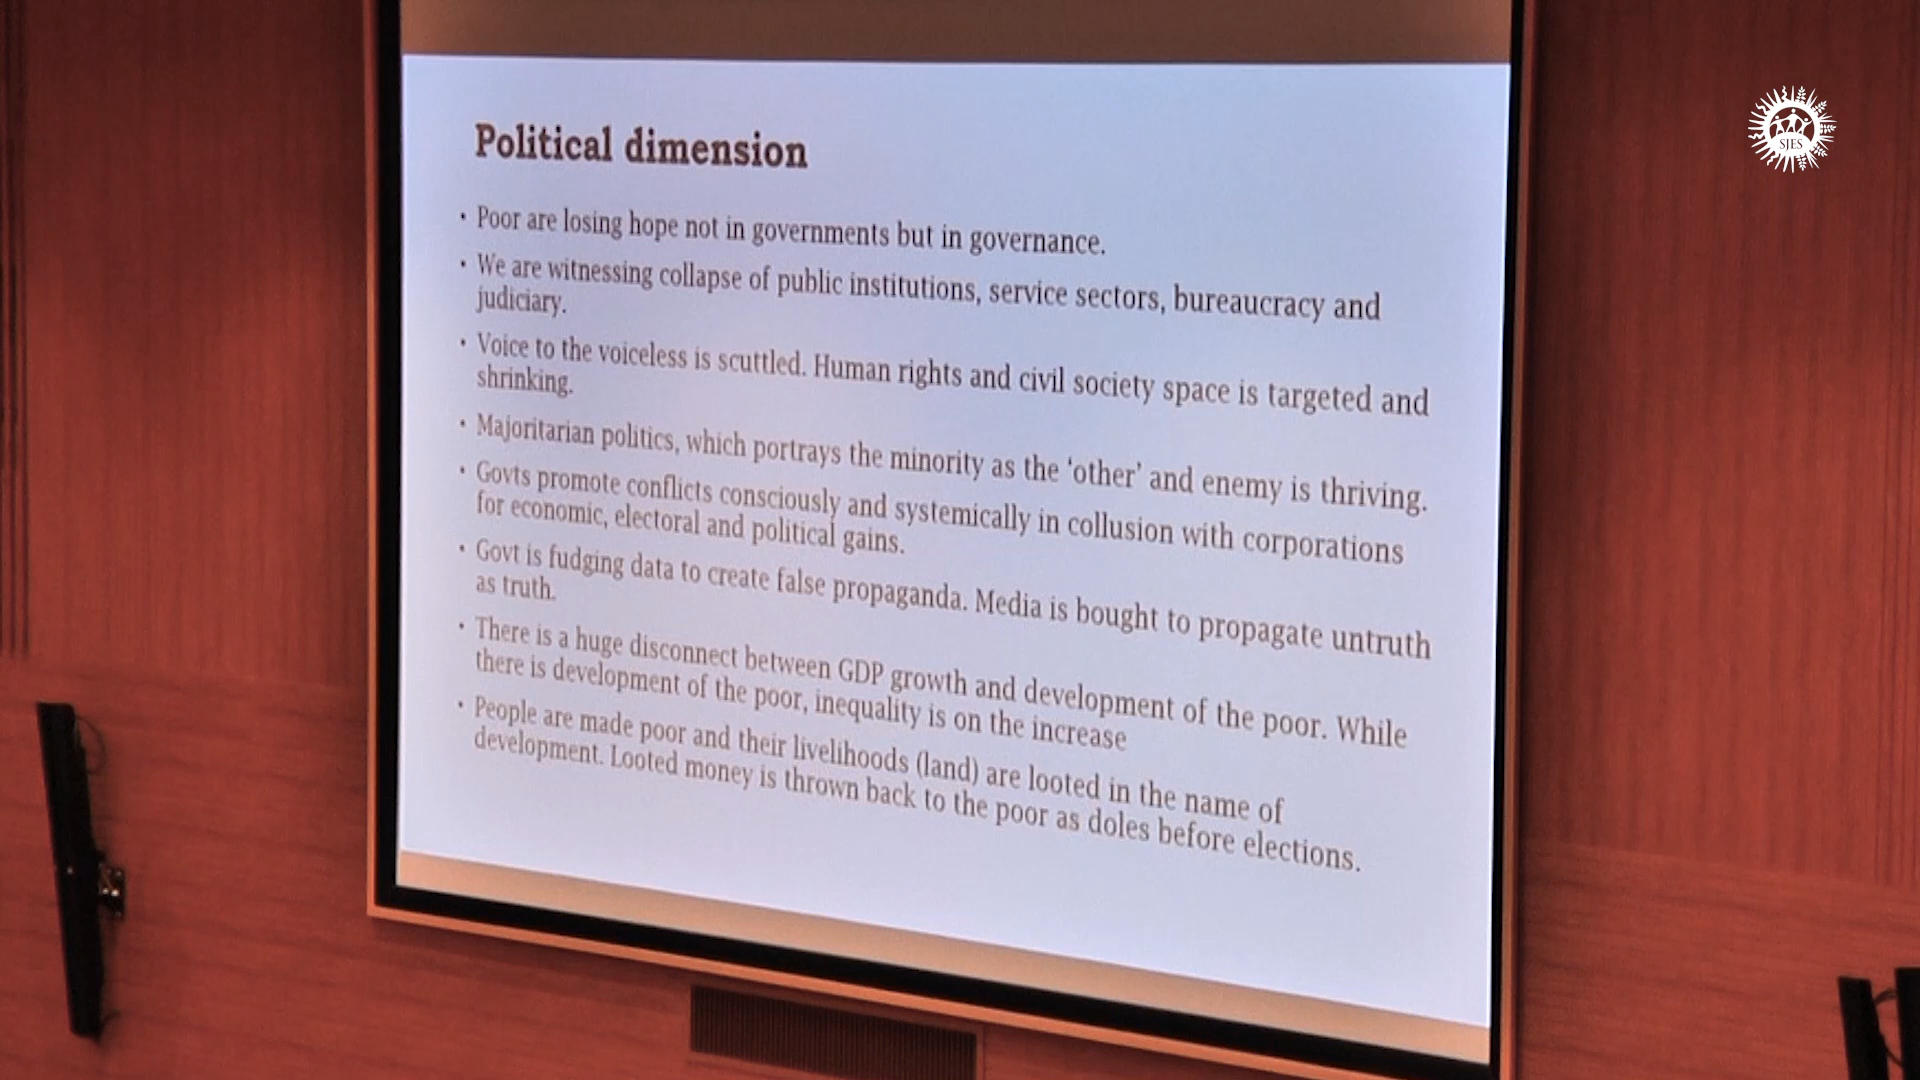 Political dimension
• Poor are losing hope not in governments but in governance.
• We are witnessing collapse of public institutions, service sectors, bureaucracy and
judiciary.
• Voice to the voiceless is scuttled. Human rights and civil society space is targeted and
shrinking.
• Majoritarian politics, which portrays the minority as the ‘other’ and enemy is thriving.
• Govts promote conflicts consciously and systemically in collusion with corporations
for economic, electoral and political gains.
• Govt is fudging data to create false propaganda. Media is bought to propagate untruth
as truth.
• There is a huge disconnect between GDP growth and development of the poor. While
there is development of the poor, inequality is on the increase
• People are made poor and their livelihoods (land) are looted in the name of
development. Looted money is thrown back to the poor as doles before elections.
SJES